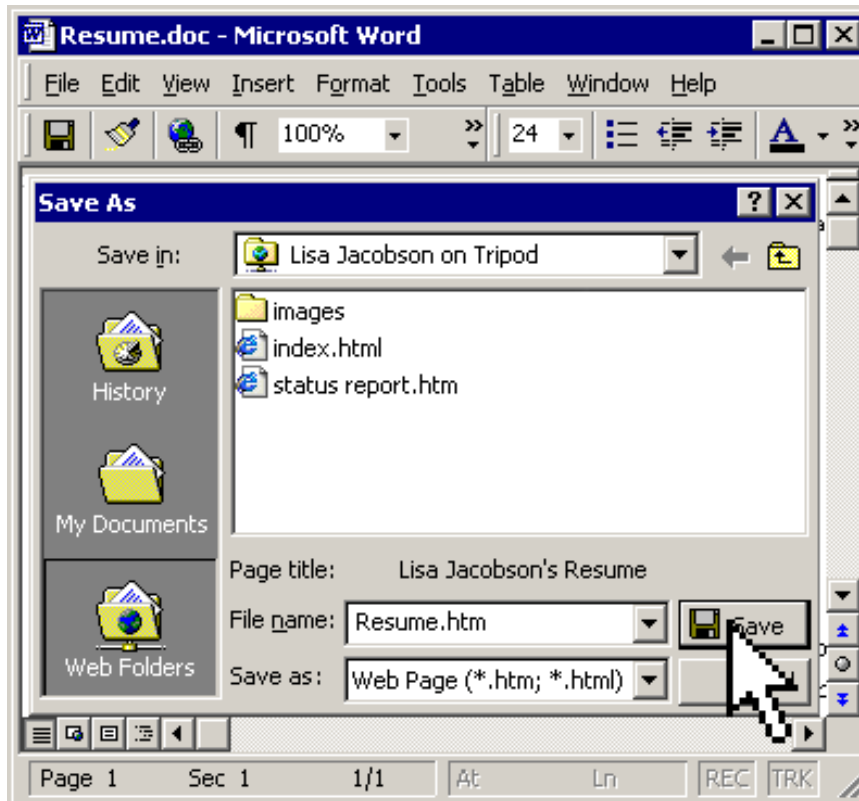 Resume.doc - Microsoft Word
File Edit View Insert Format Tools Table Window Help
100% 24 A
Save As
Save in: Lisa Jacobson on Tripod
images
index.html
status report.htm
History
My Documents
Web Folders
Page title: Lisa Jacobson's Resume
File name: Resume.htm
Save
Save as: Web Page (*.htm; *.html)
Page 1 Sec 1 1/1 At Ln REC TRK